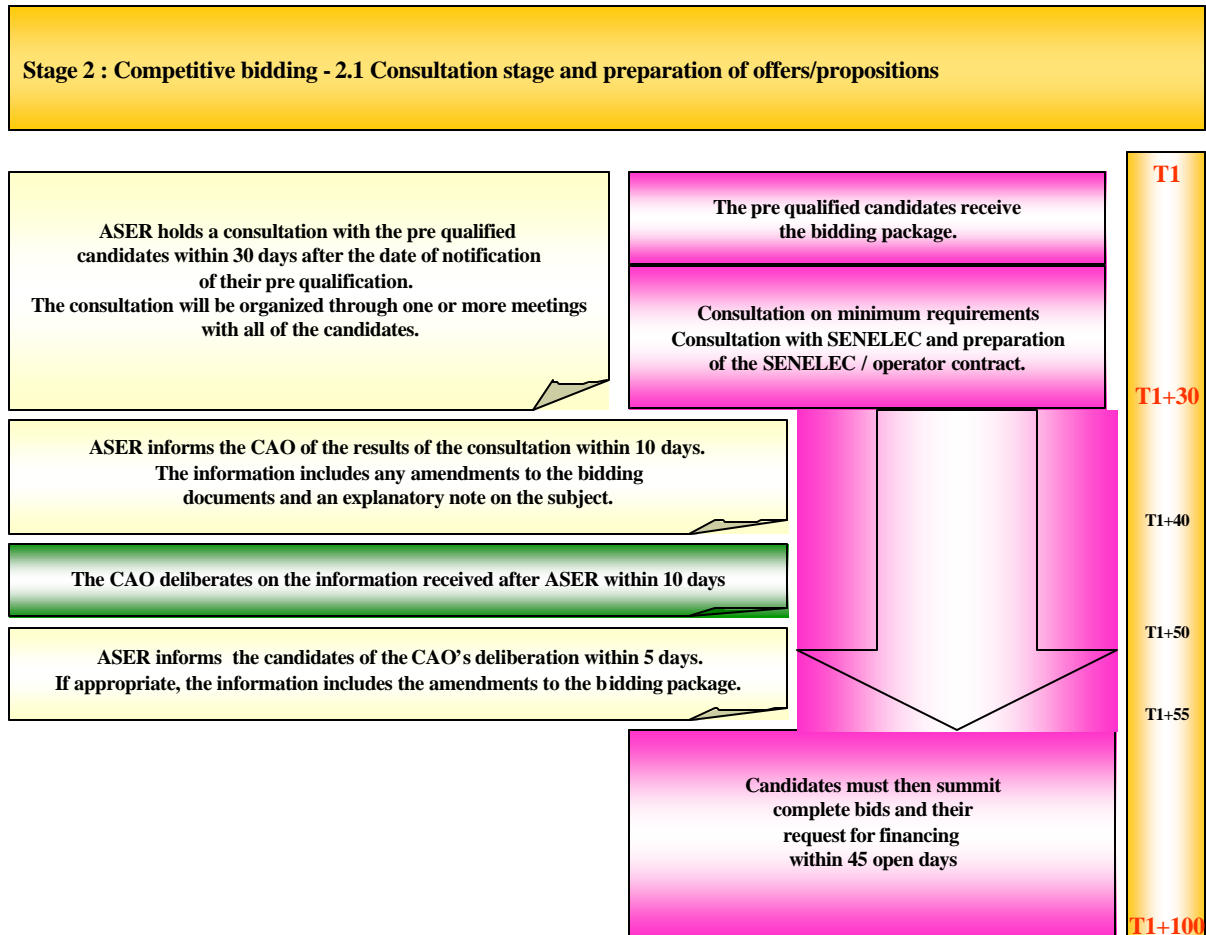 Stage 2 : Competitive bidding - 2.1 Consultation stage and preparation of offers/propositions
ASER holds a consultation with the pre qualified
candidates within 30 days after the date of notification
of their pre qualification.
The consultation will be organized through one or more meetings
with all of the candidates.
The pre qualified candidates receive
the bidding package.
Consultation on minimum requirements
Consultation with SENELEC and preparation
of the SENELEC / operator contract.
T1
T1+30
ASER informs the CAO of the results of the consultation within 10 days.
The information includes any amendments to the bidding
documents and an explanatory note on the subject.
T1+40
The CAO deliberates on the information received after ASER within 10 days
T1+50
ASER informs the candidates of the CAO's deliberation within 5 days.
If appropriate, the information includes the amendments to the bidding package.
T1+55
Candidates must then summit
complete bids and their
request for financing
within 45 open days
T1+100